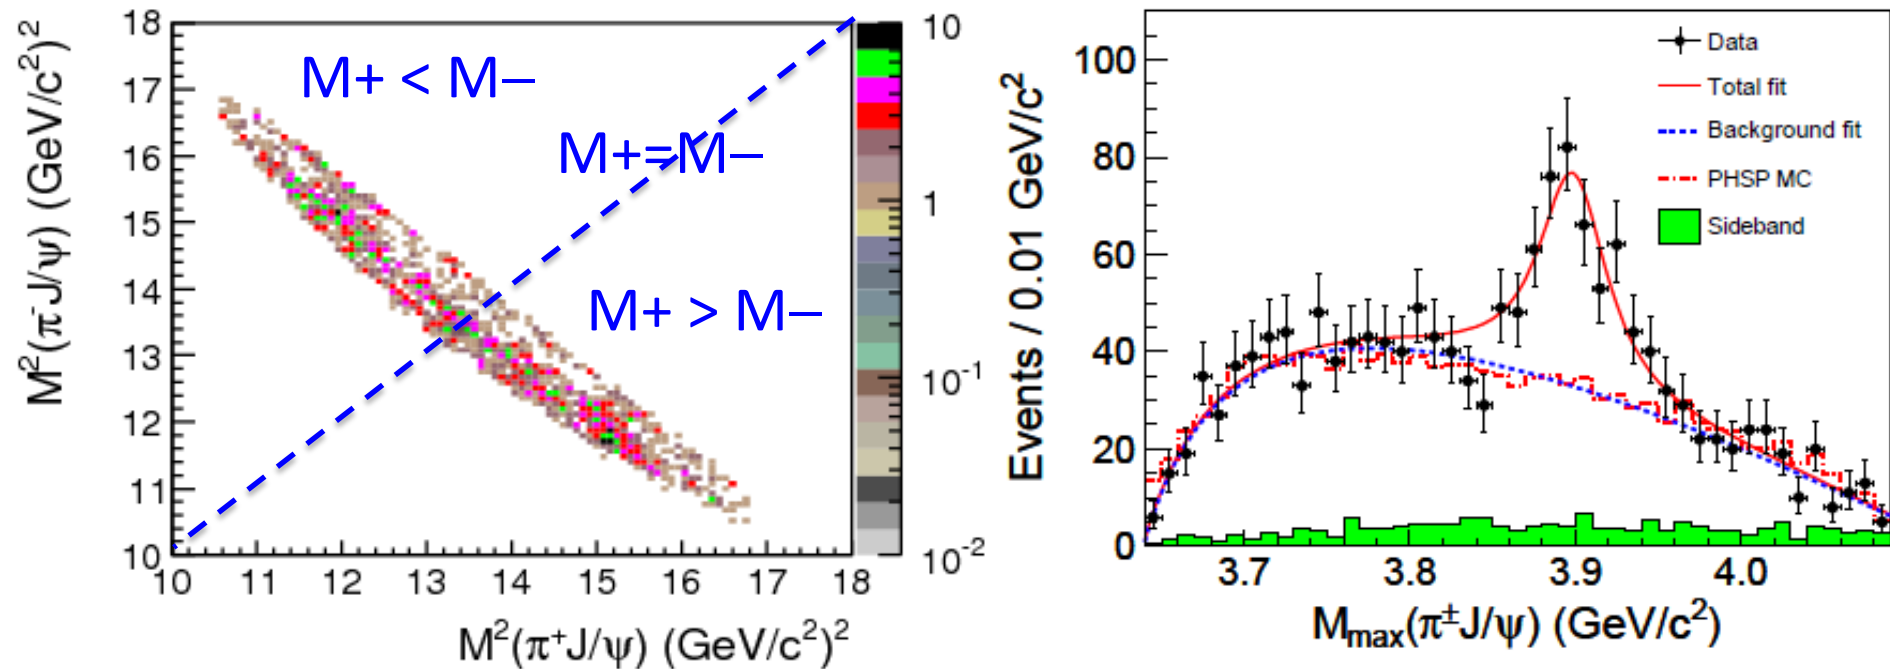 M²(π⁻J/ψ) (GeV/c²)²
18
17
16
15
14
13
12
11
10
M+ < M−
M+=M−
M+ > M−
10 11 12 13 14 15 16 17 18
M²(π⁺J/ψ) (GeV/c²)²
10
1
10⁻¹
10⁻²
Events / 0.01 GeV/c²
100
80
60
40
20
0
Data
Total fit
Background fit
PHSP MC
Sideband
3.7 3.8 3.9 4.0
Mmax(π±J/ψ) (GeV/c²)